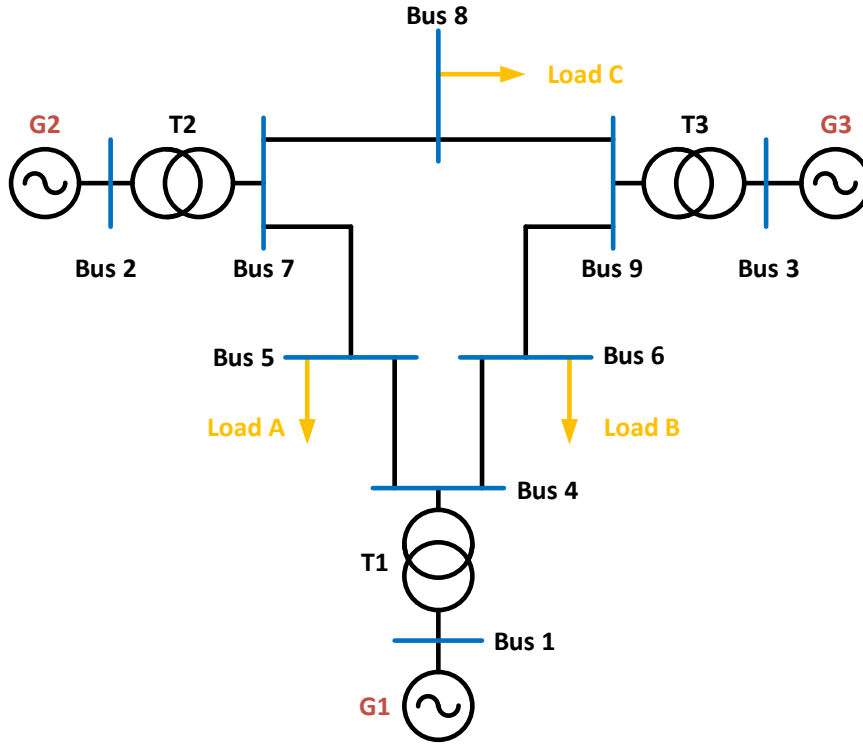 Bus 8
Load C
G2
T2
T3
G3
Bus 2
Bus 7
Bus 9
Bus 3
Bus 5
Bus 6
Load A
Load B
Bus 4
T1
Bus 1
G1